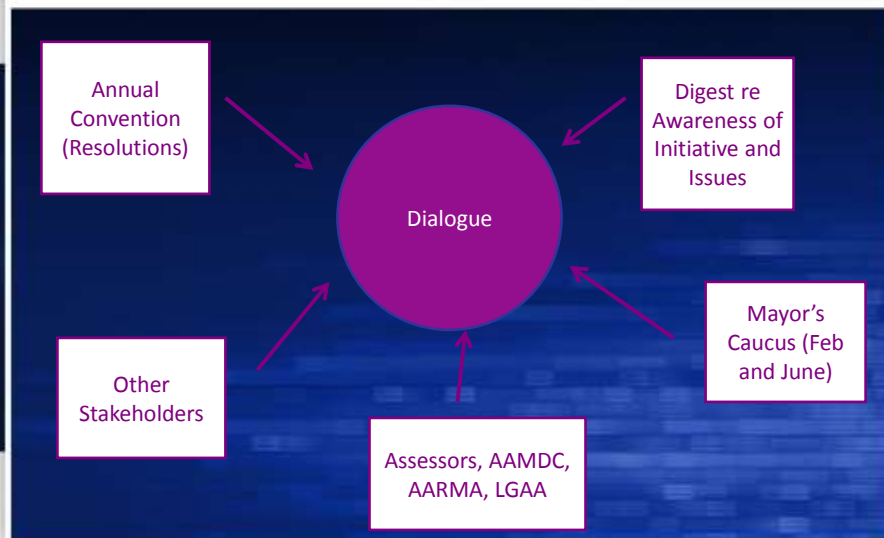 Annual
Convention
(Resolutions)
Digest re
Awareness of
Initiative and
Issues
Dialogue
Mayor’s
Caucus (Feb
and June)
Other
Stakeholders
Assessors, AAMDC,
AARMA, LGAA